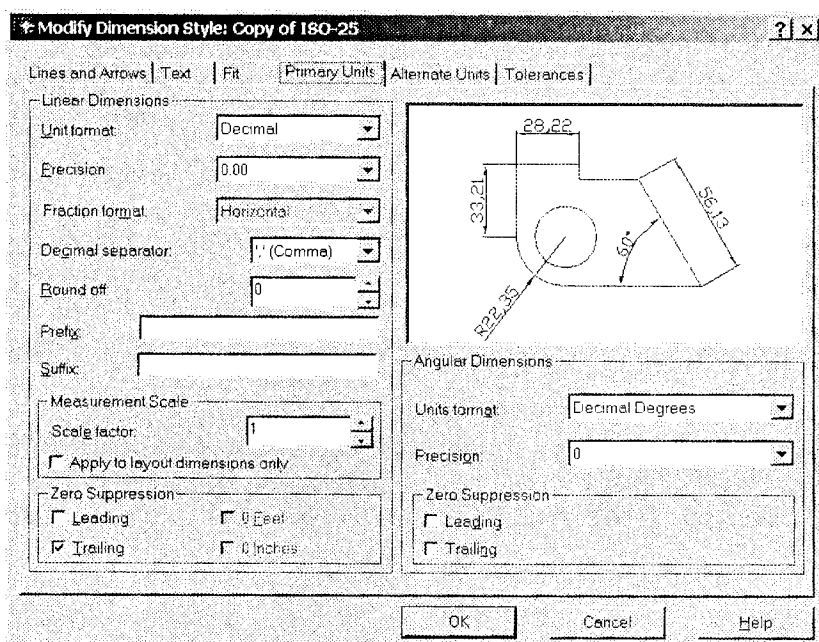 Modify Dimension Style: Copy of ISO-25
? x
Lines and Arrows Text Fit Primary Units Alternate Units Tolerances
Linear Dimensions
Unit format: Decimal
Precision 0.00
Fraction format: Horizontal
Decimal separator: ',' (Comma)
Round off: 0
Prefix:
Suffix:
Measurement Scale
Scale factor: 1
Apply to layout dimensions only
Zero Suppression
Leading 0 Feet
Trailing 0 Inches
28,22
33,21
56,13
60°
R22,35
Angular Dimensions
Units format: Decimal Degrees
Precision: 0
Zero Suppression
Leading
Trailing
OK Cancel Help